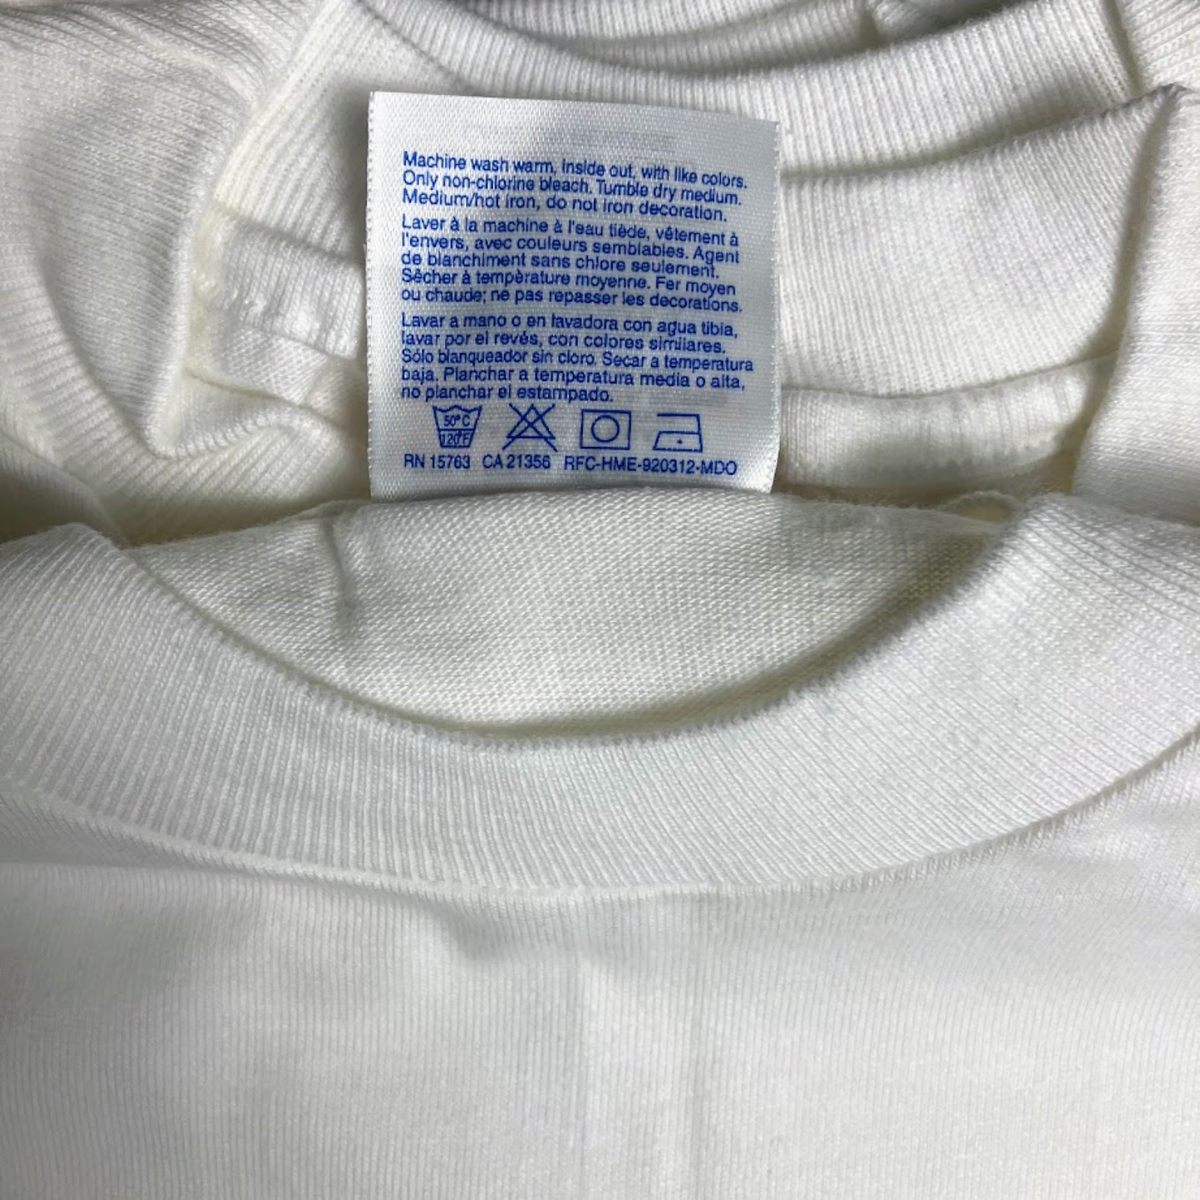 Machine wash warm, inside out, with like colors.
Only non-chlorine bleach. Tumble dry medium.
Medium/hot iron, do not iron decoration.
Laver à la machine à l'eau tiède, vêtement à
l'envers, avec couleurs semblables. Agent
de blanchiment sans chlore seulement.
Sècher à tempèrature moyenne. Fer moyen
ou chaude; ne pas repasser les decorations.
Lavar a mano o en lavadora con agua tibia,
lavar por el revés, con colores similares.
Sólo blanqueador sin cloro. Secar a temperatura
baja. Planchar a temperatura media o alta,
no planchar el estampado.
50°C
120°F
RN 15763 CA 21356 RFC-HME-920312-MDO